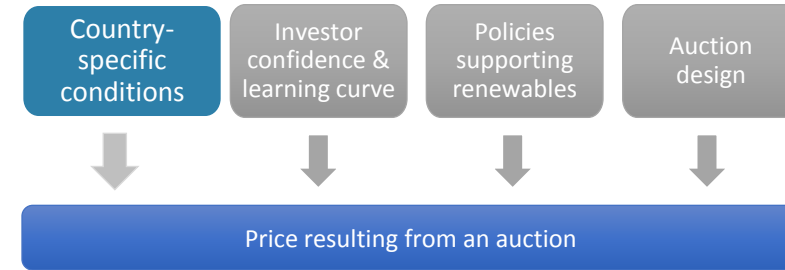 Country-
specific
conditions
Investor
confidence &
learning curve
Policies
supporting
renewables
Auction
design
Price resulting from an auction